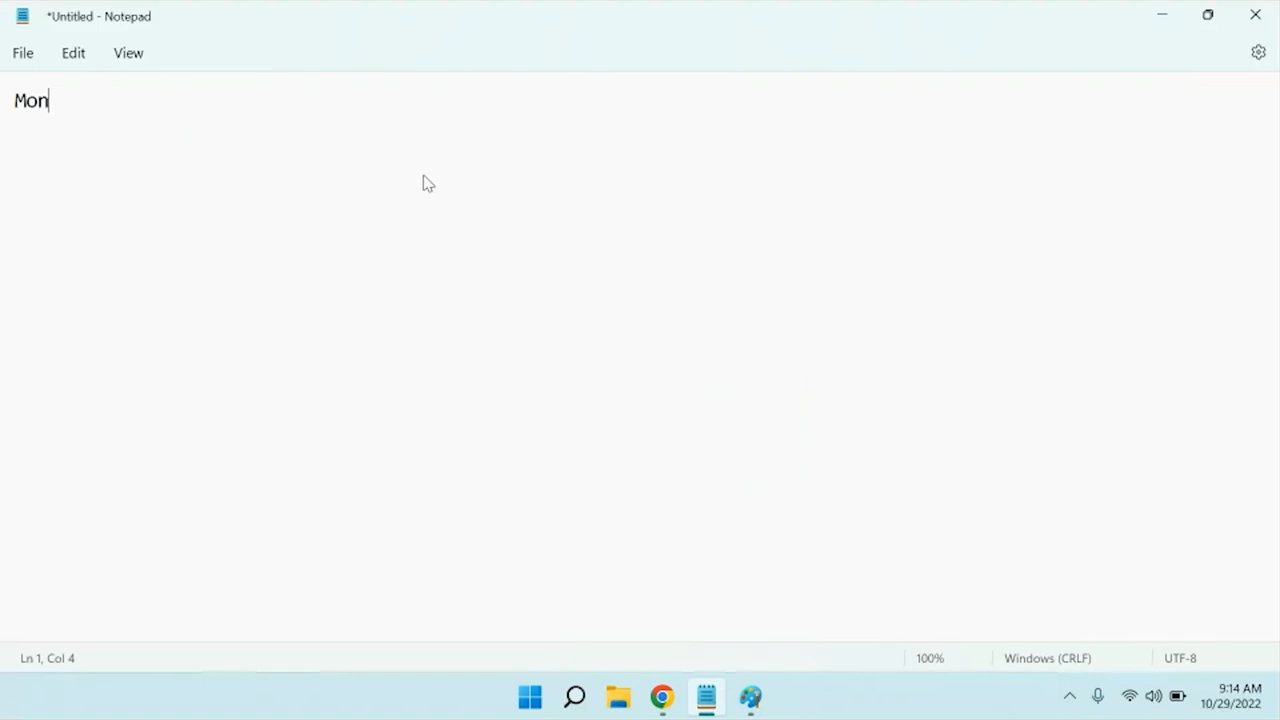 *Untitled - Notepad
File Edit View
Mon
Ln 1, Col 4 100% Windows (CRLF) UTF-8
9:14 AM
10/29/2022